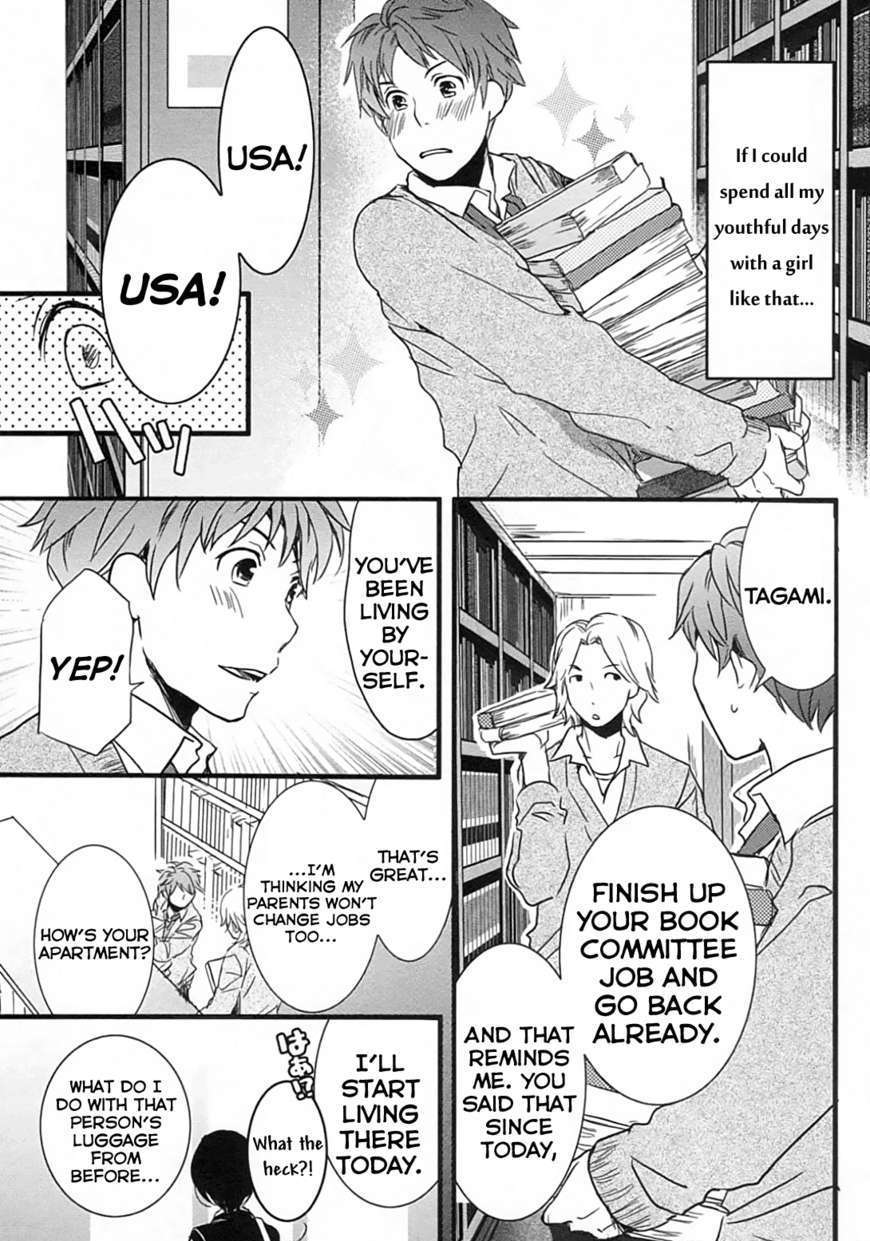 If I could
spend all my
youthful days
with a girl
like that...
USA!
USA!
TAGAMI.
FINISH UP
YOUR BOOK
COMMITTEE
JOB AND
GO BACK
ALREADY.
AND THAT
REMINDS
ME. YOU
SAID THAT
SINCE
TODAY,
YOU'VE
BEEN
LIVING
BY
YOUR-
SELF.
YEP!
THAT'S
GREAT...
...I'M
THINKING MY
PARENTS WON'T
CHANGE JOBS
TOO...
HOW'S YOUR
APARTMENT?
I'LL
START
LIVING
THERE
TODAY.
はぁ!?
What the
heck?!
WHAT DO I
DO WITH THAT
PERSON'S
LUGGAGE
FROM
BEFORE...